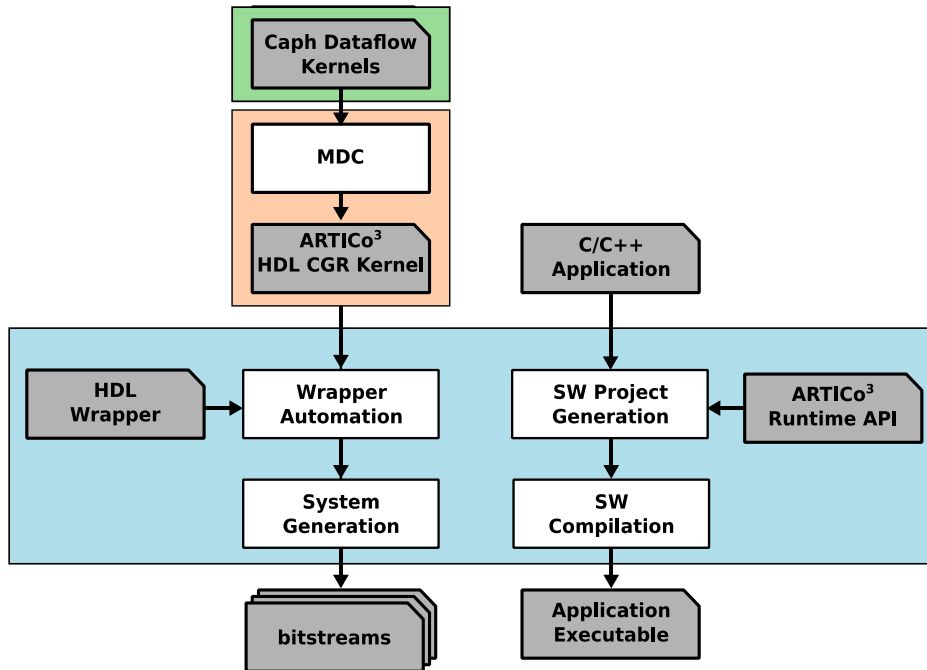 Caph Dataflow
Kernels
MDC
ARTICo³
HDL CGR Kernel
C/C++
Application
HDL
Wrapper
Wrapper
Automation
SW Project
Generation
ARTICo³
Runtime API
System
Generation
SW
Compilation
bitstreams
Application
Executable